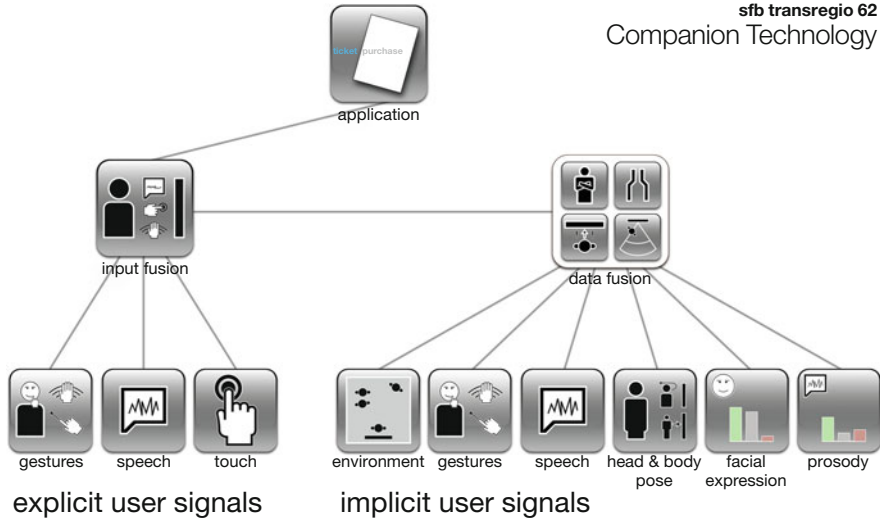 sfb transregio 62
Companion Technology
ticket purchase
application
input fusion
data fusion
gestures
speech
touch
environment
gestures
speech
head & body
pose
facial
expression
prosody
explicit user signals
implicit user signals